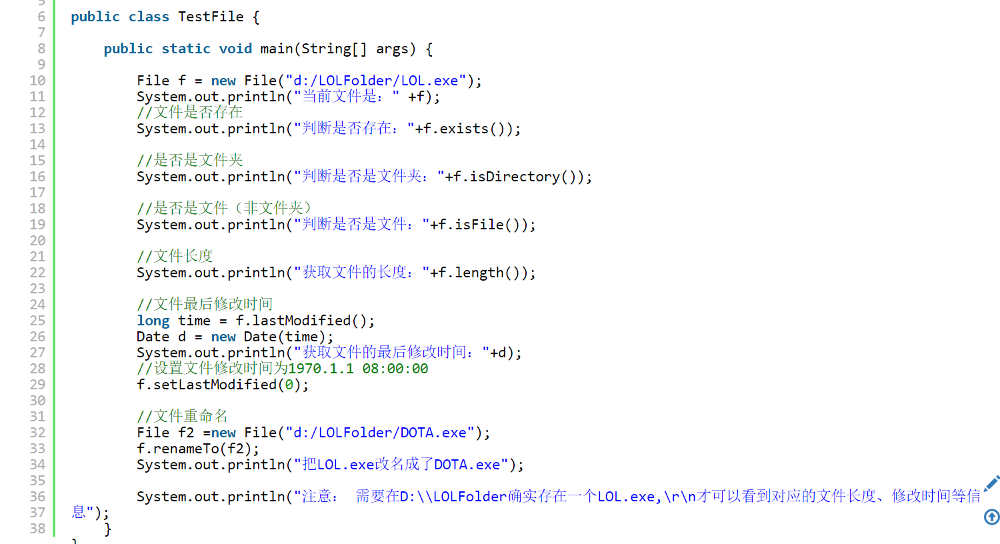 5
6 public class TestFile {
7
8     public static void main(String[] args) {
9
10         File f = new File("d:/LOLFolder/LOL.exe");
11         System.out.println("当前文件是：" +f);
12         //文件是否存在
13         System.out.println("判断是否存在："+f.exists());
14
15         //是否是文件夹
16         System.out.println("判断是否是文件夹："+f.isDirectory());
17
18         //是否是文件（非文件夹）
19         System.out.println("判断是否是文件："+f.isFile());
20
21         //文件长度
22         System.out.println("获取文件的长度："+f.length());
23
24         //文件最后修改时间
25         long time = f.lastModified();
26         Date d = new Date(time);
27         System.out.println("获取文件的最后修改时间："+d);
28         //设置文件修改时间为1970.1.1 08:00:00
29         f.setLastModified(0);
30
31         //文件重命名
32         File f2 =new File("d:/LOLFolder/DOTA.exe");
33         f.renameTo(f2);
34         System.out.println("把LOL.exe改名成了DOTA.exe");
35
36         System.out.println("注意： 需要在D:\\LOLFolder确实存在一个LOL.exe,\r\n才可以看到对应的文件长度、修改时间等信
37 息");
38     }
}